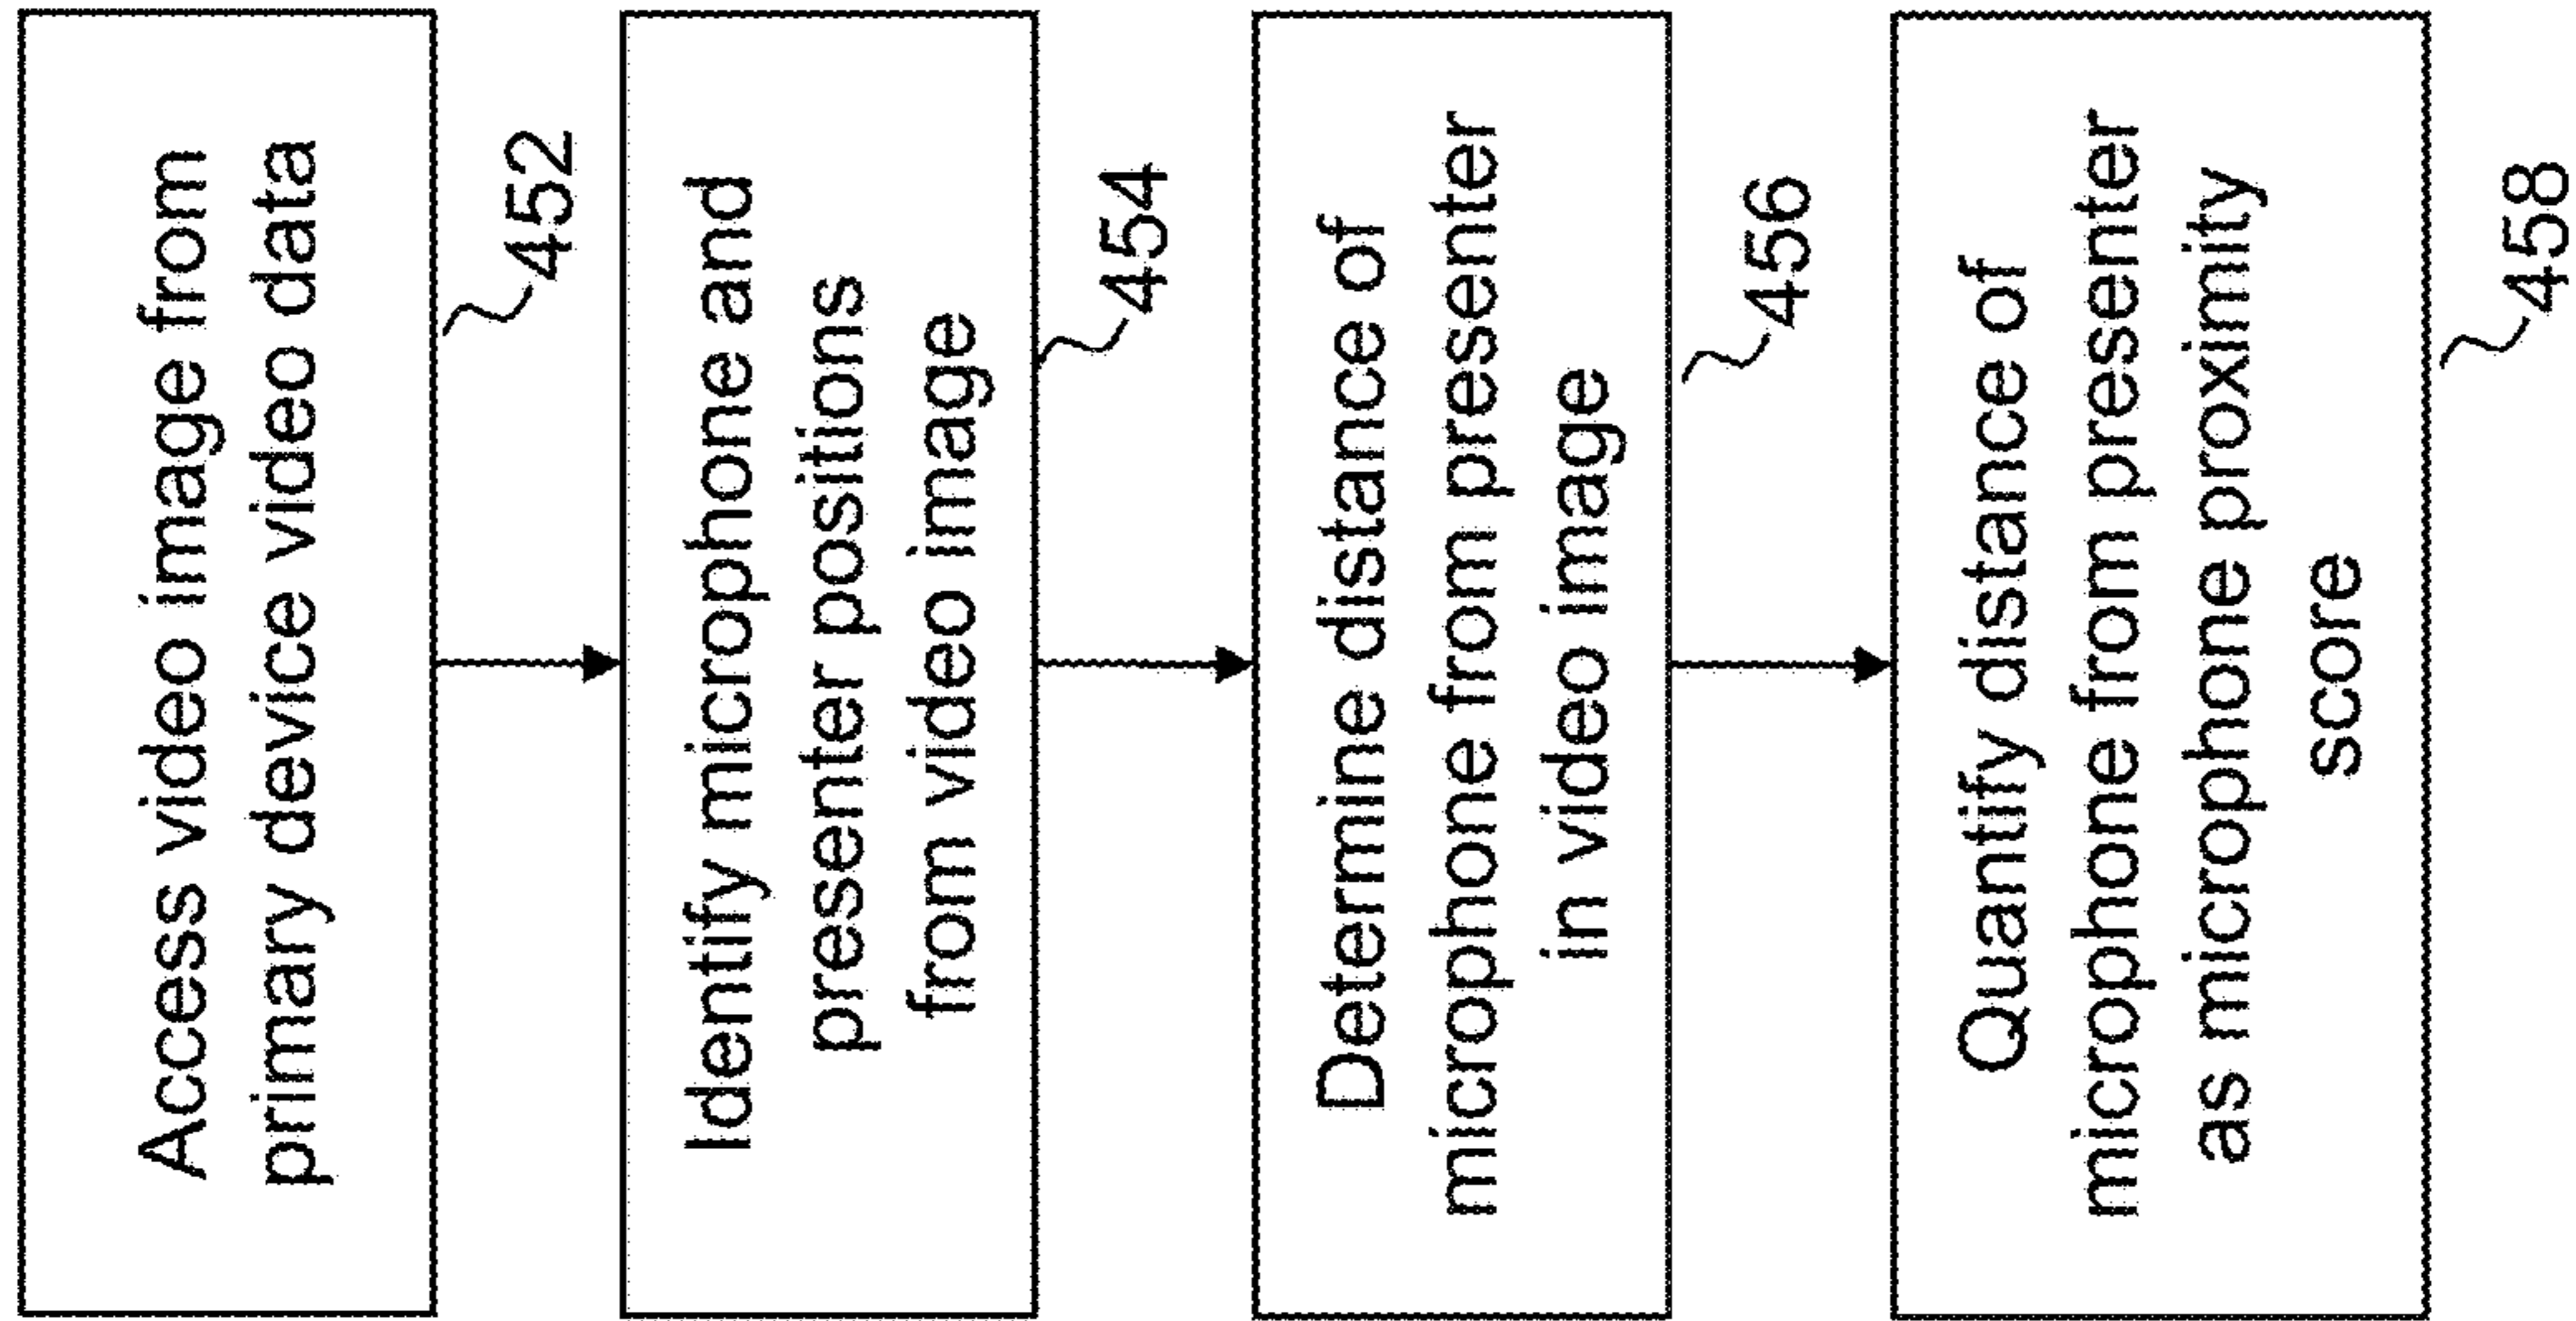 Access video image from
primary device video data
452
Identify microphone and
presenter positions
from video image
454
Determine distance of
microphone from presenter
in video image
456
Quantify distance of
microphone from presenter
as microphone proximity
score
458